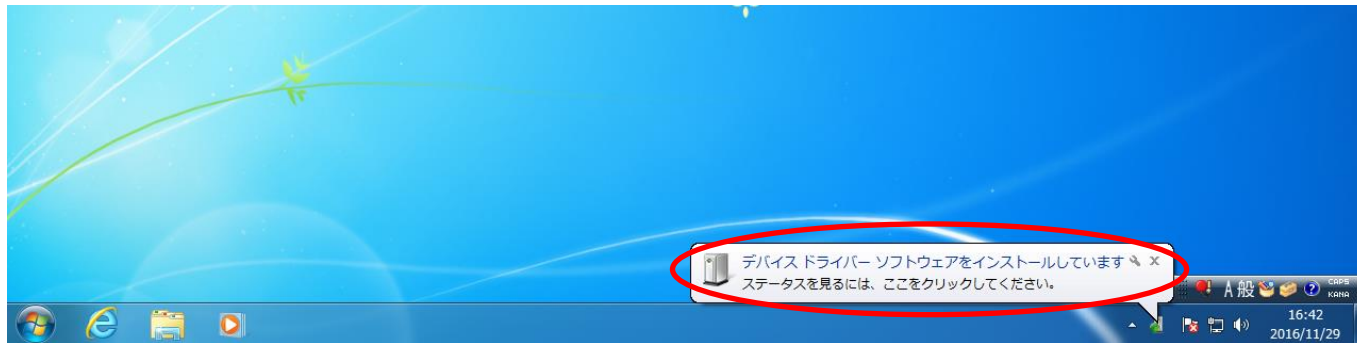 デバイス ドライバー ソフトウェアをインストールしています
ステータスを見るには、ここをクリックしてください。
A 般
CAPS
KANA
16:42
2016/11/29